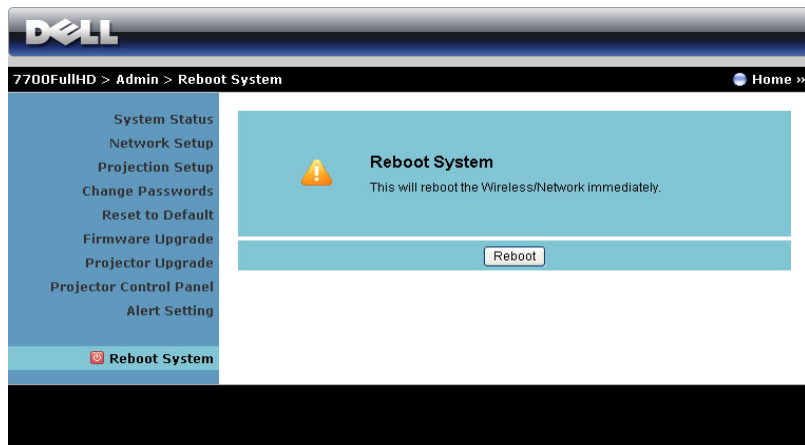 DELL
7700FullHD > Admin > Reboot System
Home »
System Status
Network Setup
Projection Setup
Change Passwords
Reset to Default
Firmware Upgrade
Projector Upgrade
Projector Control Panel
Alert Setting
Reboot System
Reboot System
This will reboot the Wireless/Network immediately.
Reboot